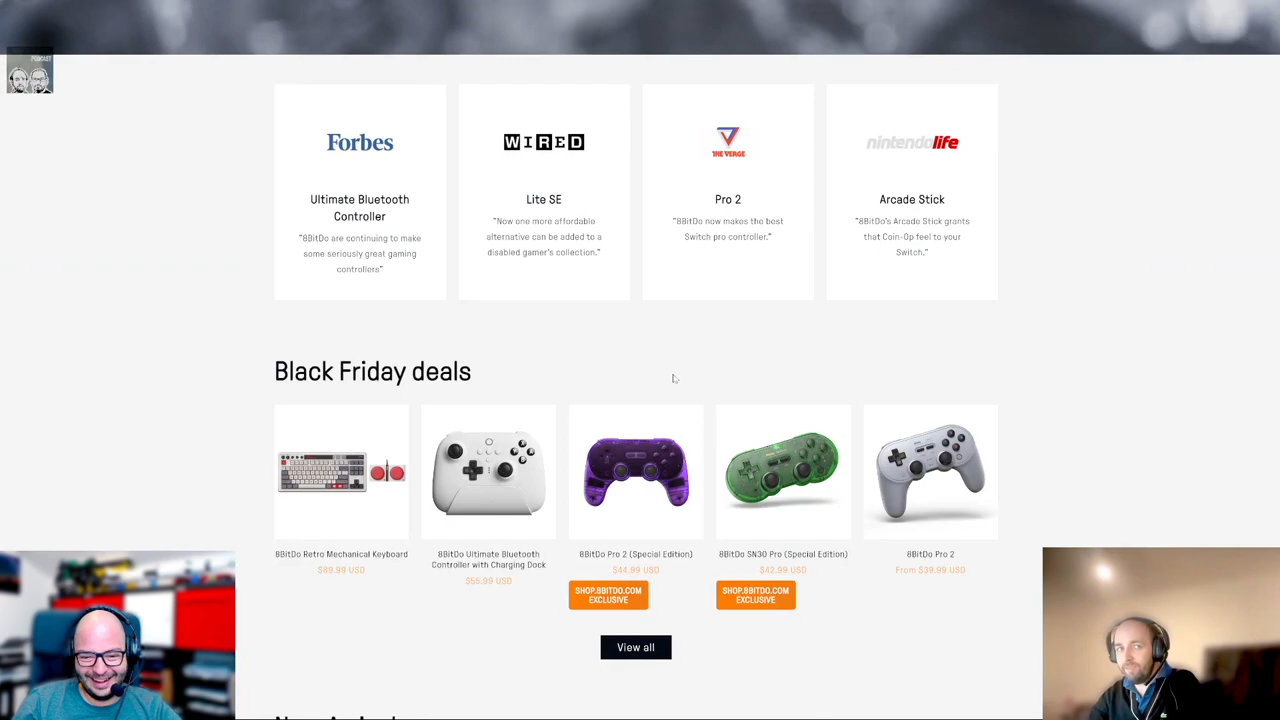 PODCAST
Forbes
WIRED
THE VERGE
nintendolife
Ultimate Bluetooth
Controller
"8BitDo are continuing to make
some seriously great gaming
controllers"
Lite SE
"Now one more affordable
alternative can be added to a
disabled gamer's collection."
Pro 2
"8BitDo now makes the best
Switch pro controller."
Arcade Stick
"8BitDo's Arcade Stick grants
that Coin-Op feel to your
Switch."
Black Friday deals
8BitDo Retro Mechanical Keyboard
$89.99 USD
8BitDo Ultimate Bluetooth
Controller with Charging Dock
$55.99 USD
8BitDo Pro 2 (Special Edition)
$44.99 USD
SHOP.8BITDO.COM
EXCLUSIVE
8BitDo SN30 Pro (Special Edition)
$42.99 USD
SHOP.8BITDO.COM
EXCLUSIVE
8BitDo Pro 2
From $39.99 USD
View all